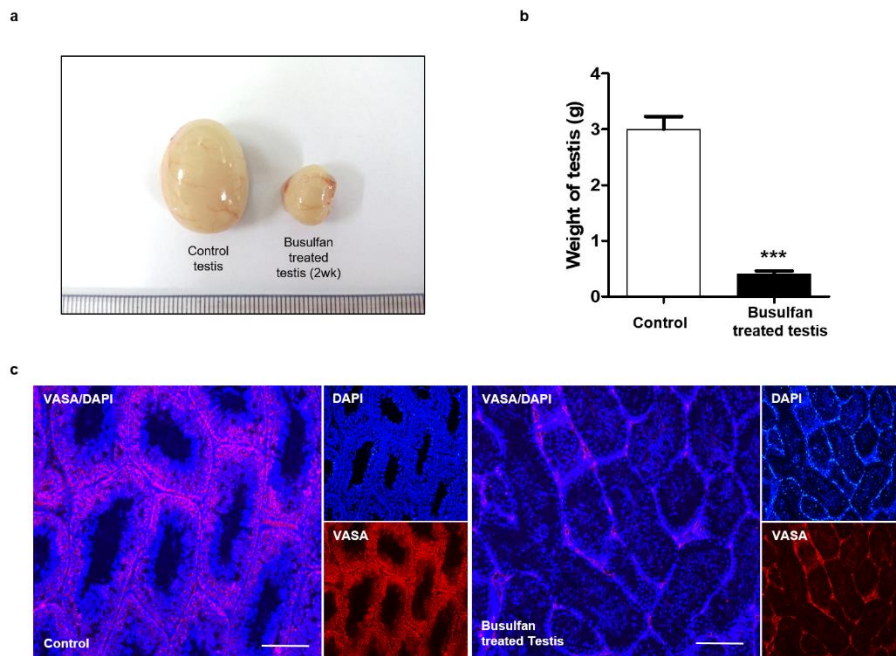 a
Control
testis
Busulfan
treated
testis (2wk)
b
Weight of testis (g)
4
3
2
1
0
***
Control
Busulfan
treated testis
c
VASA/DAPI
Control
DAPI
VASA
VASA/DAPI
Busulfan
treated Testis
DAPI
VASA